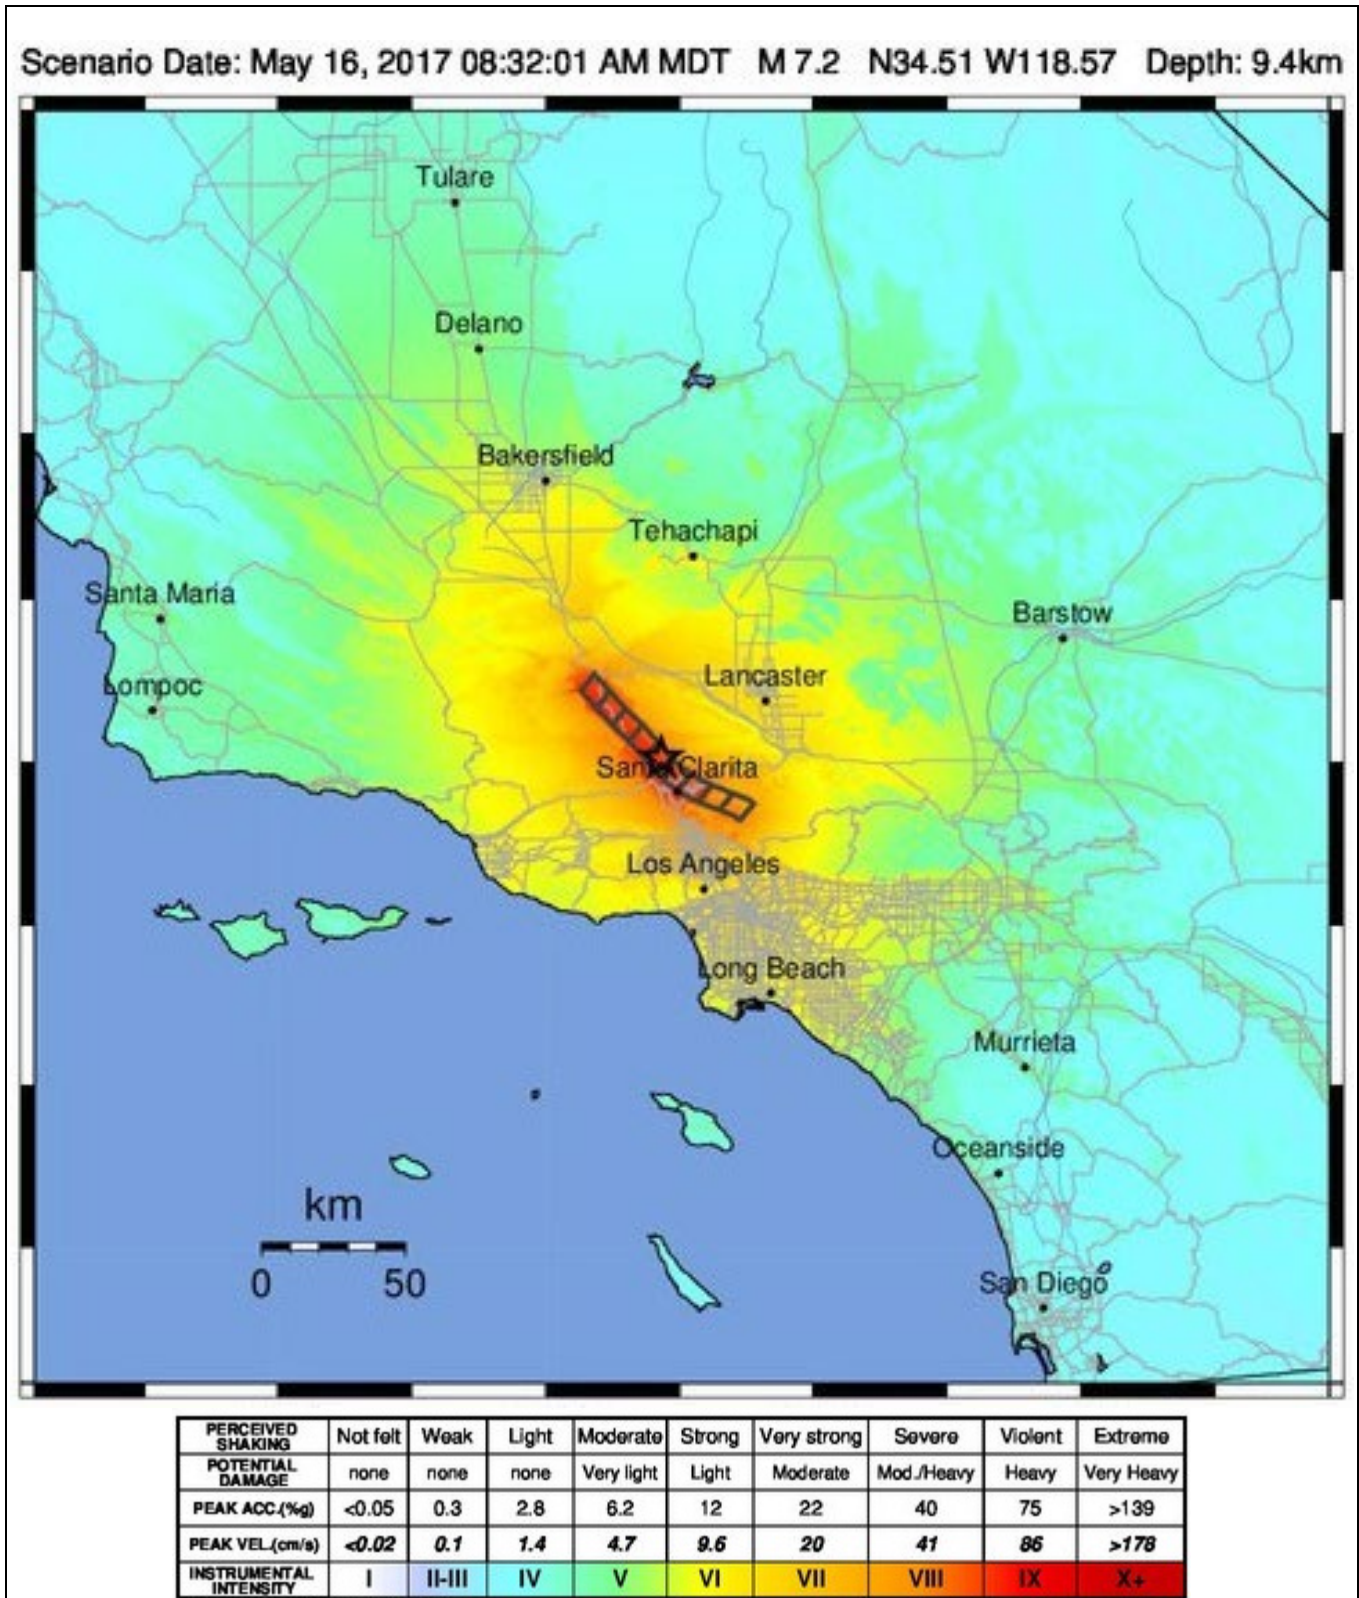 Scenario Date: May 16, 2017 08:32:01 AM MDT M 7.2 N34.51 W118.57 Depth: 9.4km
Tulare
Delano
Bakersfield
Tehachapi
Santa Maria
Barstow
Lancaster
Lompoc
Santa Clarita
Los Angeles
Long Beach
Murrieta
Oceanside
km
0 50
San Diego
PERCEIVED SHAKING Not felt Weak Light Moderate Strong Very strong Severe Violent Extreme
POTENTIAL DAMAGE none none none Very light Light Moderate Mod./Heavy Heavy Very Heavy
PEAK ACC.(%g) <0.05 0.3 2.8 6.2 12 22 40 75 >139
PEAK VEL.(cm/s) <0.02 0.1 1.4 4.7 9.6 20 41 86 >178
INSTRUMENTAL INTENSITY I II-III IV V VI VII VIII IX X+